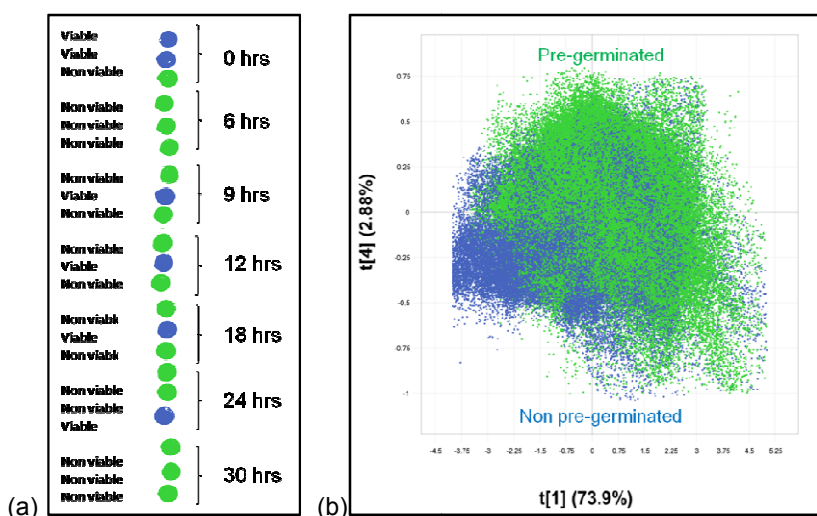 Viable
Viable
Non viable
0 hrs
Non viable
Non viable
Non viable
6 hrs
Non viable
Viable
Non viable
9 hrs
Non viable
Viable
Non viable
12 hrs
Non viabk
Viable
Non viabk
18 hrs
Non viable
Non viable
Viable
24 hrs
Non viable
Non viable
Non viable
30 hrs
(a)
(b)
Pre-germinated
0.75
0.5
0.25
0
-0.25
-0.5
-0.75
-1
t[4] (2.88%)
Non pre-germinated
-4.5 -3.75 -3 -2.25 -1.5 -0.75 0 0.75 1.5 2.25 3 3.75 4.5 5.25
t[1] (73.9%)